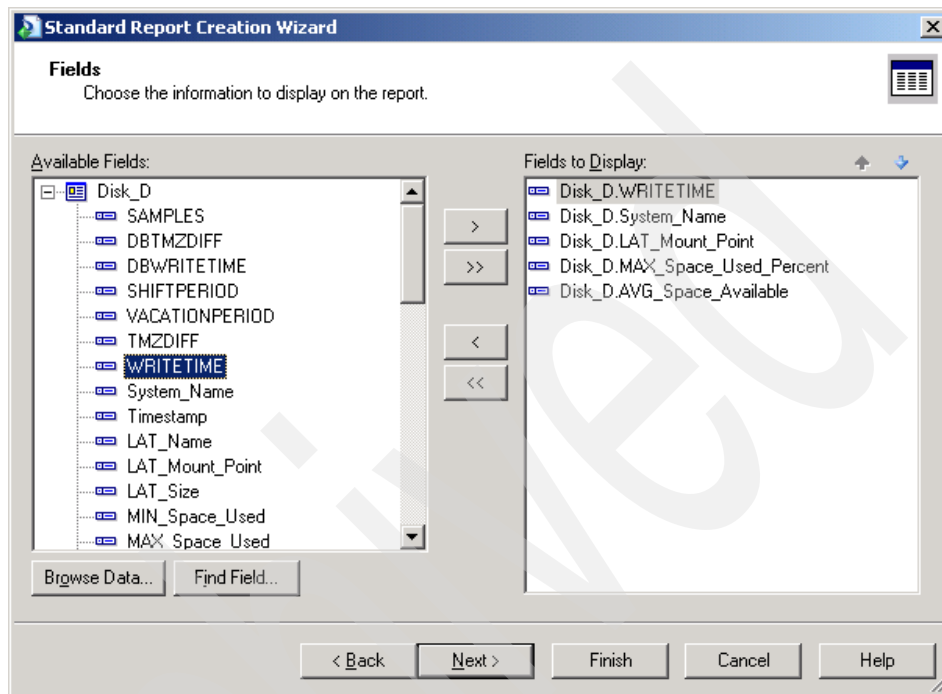 Standard Report Creation Wizard
Fields
Choose the information to display on the report.
Available Fields:
Disk_D
SAMPLES
DBTMZDIFF
DBWRITETIME
SHIFTPERIOD
VACATIONPERIOD
TMZDIFF
WRITETIME
System_Name
Timestamp
LAT_Name
LAT_Mount_Point
LAT_Size
MIN_Space_Used
MAX_Space_Used
Browse Data...
Find Field...
>
>>
<
<<
Fields to Display:
Disk_D.WRITETIME
Disk_D.System_Name
Disk_D.LAT_Mount_Point
Disk_D.MAX_Space_Used_Percent
Disk_D.AVG_Space_Available
< Back
Next >
Finish
Cancel
Help